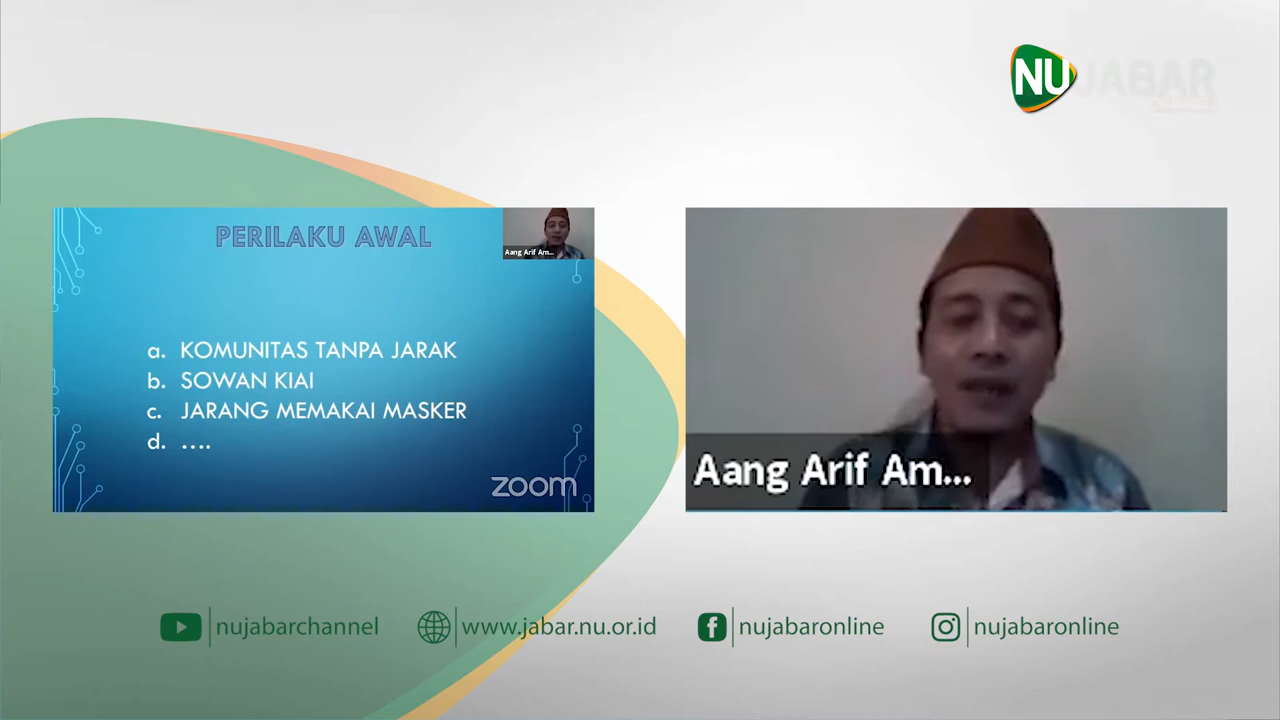 NU JABAR
PERILAKU AWAL
Aang Arif Am...
a. KOMUNITAS TANPA JARAK
b. SOWAN KIAI
c. JARANG MEMAKAI MASKER
d. ....
zoom
Aang Arif Am...
nujabarchannel
www.jabar.nu.or.id
nujabaronline
nujabaronline